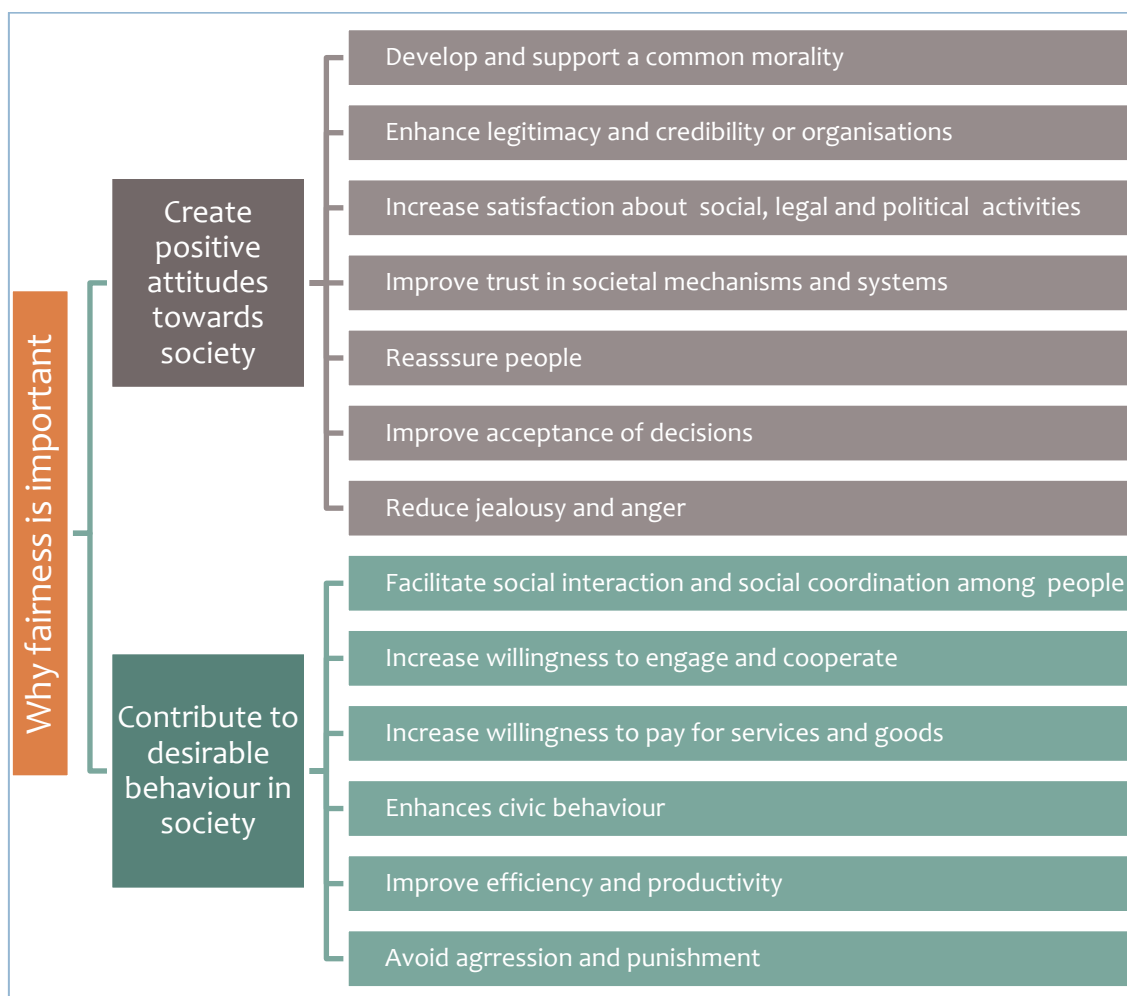 Why fairness is important
Create
positive
attitudes
towards
society
Develop and support a common morality
Enhance legitimacy and credibility or organisations
Increase satisfaction about social, legal and political activities
Improve trust in societal mechanisms and systems
Reasssure people
Improve acceptance of decisions
Reduce jealousy and anger
Contribute to
desirable
behaviour in
society
Facilitate social interaction and social coordination among people
Increase willingness to engage and cooperate
Increase willingness to pay for services and goods
Enhances civic behaviour
Improve efficiency and productivity
Avoid agrression and punishment